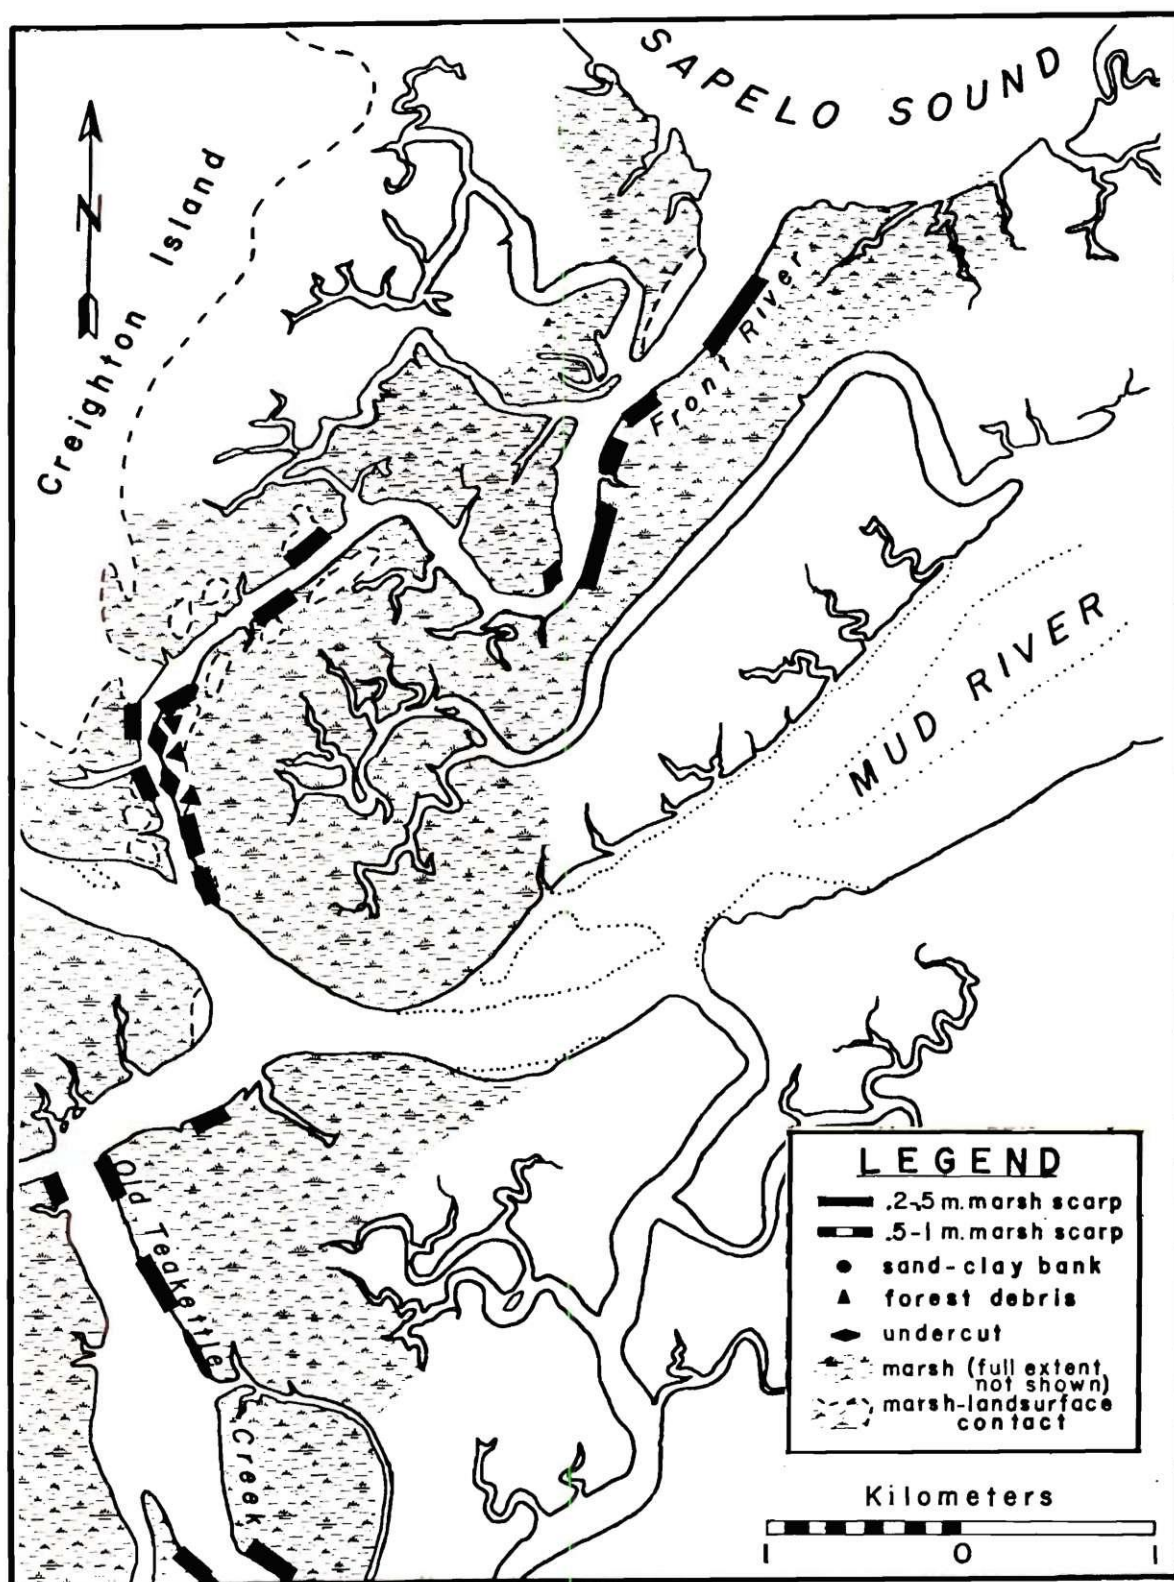 SAPELO SOUND
N
Creighton Island
Front River
MUD RIVER
Old Teakettle
Creek
LEGEND
.2-.5 m. marsh scarp
.5-1 m. marsh scarp
sand-clay bank
forest debris
undercut
marsh (full extent
not shown)
marsh-landsurface
contact
Kilometers
1 0 1